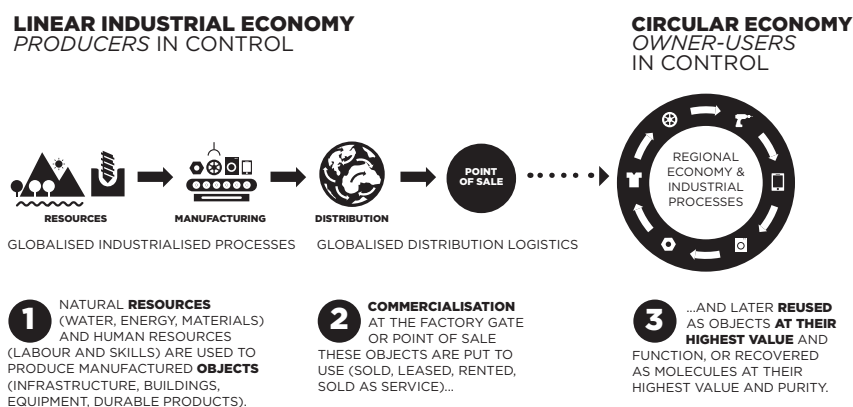 LINEAR INDUSTRIAL ECONOMY
PRODUCERS IN CONTROL
CIRCULAR ECONOMY
OWNER-USERS
IN CONTROL
RESOURCES
MANUFACTURING
DISTRIBUTION
POINT
OF SALE
REGIONAL
ECONOMY &
INDUSTRIAL
PROCESSES
GLOBALISED INDUSTRIALISED PROCESSES
GLOBALISED DISTRIBUTION LOGISTICS
1
NATURAL RESOURCES
(WATER, ENERGY, MATERIALS)
AND HUMAN RESOURCES
(LABOUR AND SKILLS) ARE USED TO
PRODUCE MANUFACTURED OBJECTS
(INFRASTRUCTURE, BUILDINGS,
EQUIPMENT, DURABLE PRODUCTS).
2
COMMERCIALISATION
AT THE FACTORY GATE
OR POINT OF SALE
THESE OBJECTS ARE PUT TO
USE (SOLD, LEASED, RENTED,
SOLD AS SERVICE)...
3
...AND LATER REUSED
AS OBJECTS AT THEIR
HIGHEST VALUE AND
FUNCTION, OR RECOVERED
AS MOLECULES AT THEIR
HIGHEST VALUE AND PURITY.